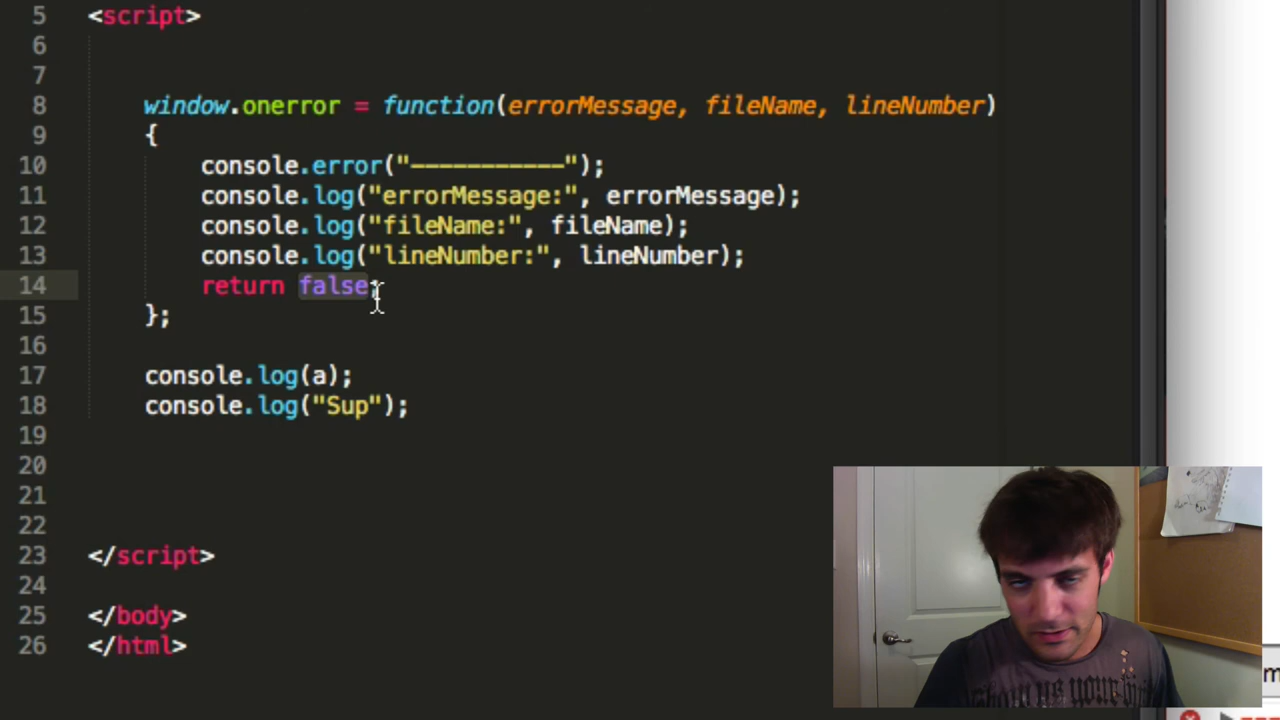 5 <script>
6
7
8 window.onerror = function(errorMessage, fileName, lineNumber)
9 {
10 console.error("———————————");
11 console.log("errorMessage:", errorMessage);
12 console.log("fileName:", fileName);
13 console.log("lineNumber:", lineNumber);
14 return false;
15 };
16
17 console.log(a);
18 console.log("Sup");
19
20
21
22
23 </script>
24
25 </body>
26 </html>